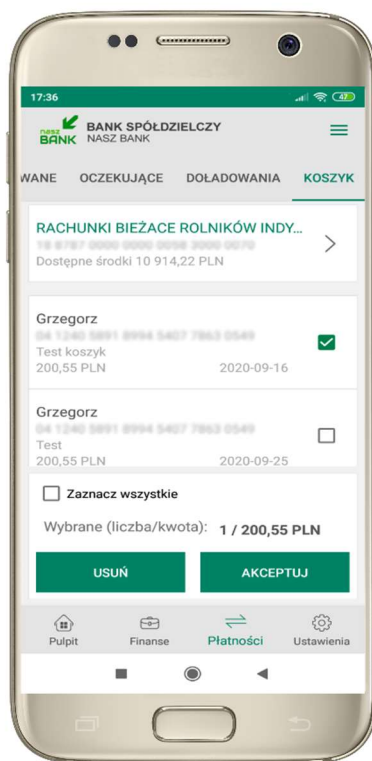 17:36
47
nasz
BANK
BANK SPÓŁDZIELCZY
NASZ BANK
WANE OCZEKUJĄCE DOŁADOWANIA KOSZYK
RACHUNKI BIEŻACE ROLNIKÓW INDY...
Dostępne środki 10 914,22 PLN
Grzegorz
Test koszyk
200,55 PLN 2020-09-16
Grzegorz
Test
200,55 PLN 2020-09-25
Zaznacz wszystkie
Wybrane (liczba/kwota): 1 / 200,55 PLN
USUŃ AKCEPTUJ
Pulpit Finanse Płatności Ustawienia